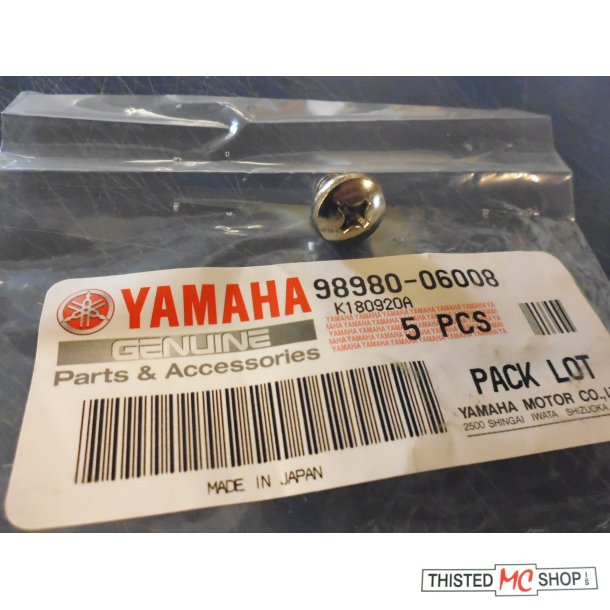 YAMAHA 98980-06008
K180920A
GENUINE 5 PCS
Parts & Accessories
PACK LOT
YAMAHA MOTOR CO.,
2500 SHINGAI IWATA SHIZUOKA
MADE IN JAPAN
THISTED MC SHOP I/S